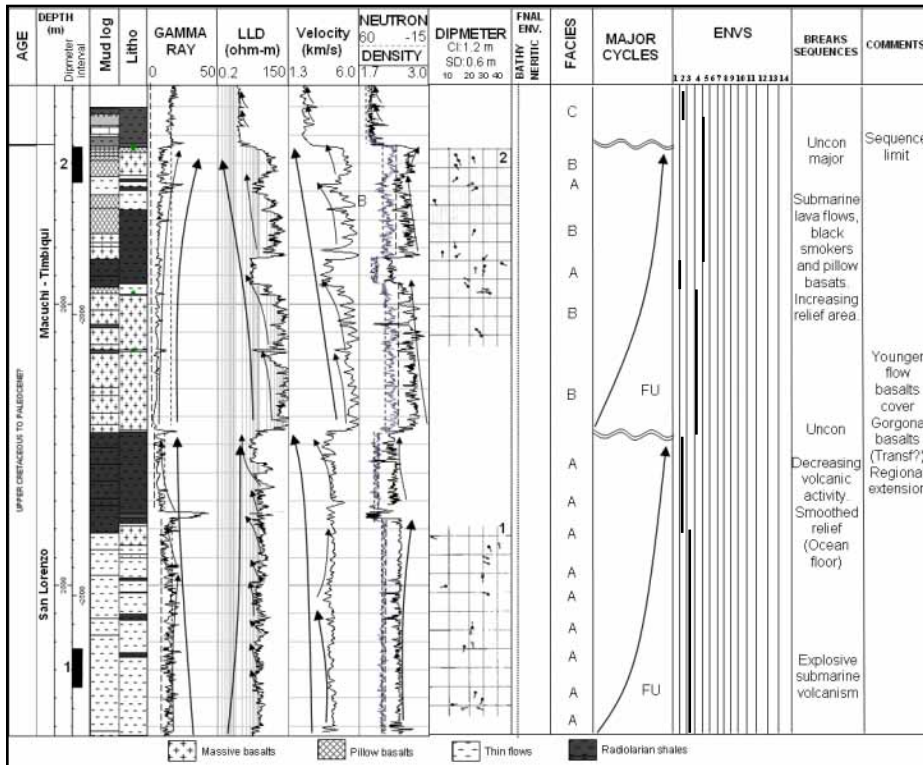 AGE
DEPTH
(m)
Dipmeter
interval
Mud log
Litho
GAMMA
RAY
0 50
LLD
(ohm-m)
0.2 150
Velocity
(km/s)
1.3 6.0
NEUTRON
60 -15
DENSITY
1.7 3.0
DIPMETER
CI: 1.2 m
SD: 0.6 m
10 20 30 40
FNAL ENV.
BATHY
NERITIC
FACIES
MAJOR
CYCLES
ENVS
1 2 3 4 5 6 7 8 9 10 11 12 13 14
BREAKS
SEQUENCES
COMMENTS
UPPER CRETACEOUS TO PALEOCENE?
Macuchi - Timbiqui
San Lorenzo
2
1
B
2
1
C
B
A
B
A
B
B
A
A
A
A
A
A
A
A
FU
FU
Uncon
major
Submarine
lava flows,
black
smokers
and pillow
basats.
Increasing
relief area.
Uncon
Decreasing
volcanic
activity.
Smoothed
relief
(Ocean
floor)
Explosive
submarine
volcanism
Sequence
limit
Younger
flow
basalts
cover
Gorgona
basalts
(Transf?)
Regional
extension
Massive basalts
Pillow basalts
Thin flows
Radiolarian shales